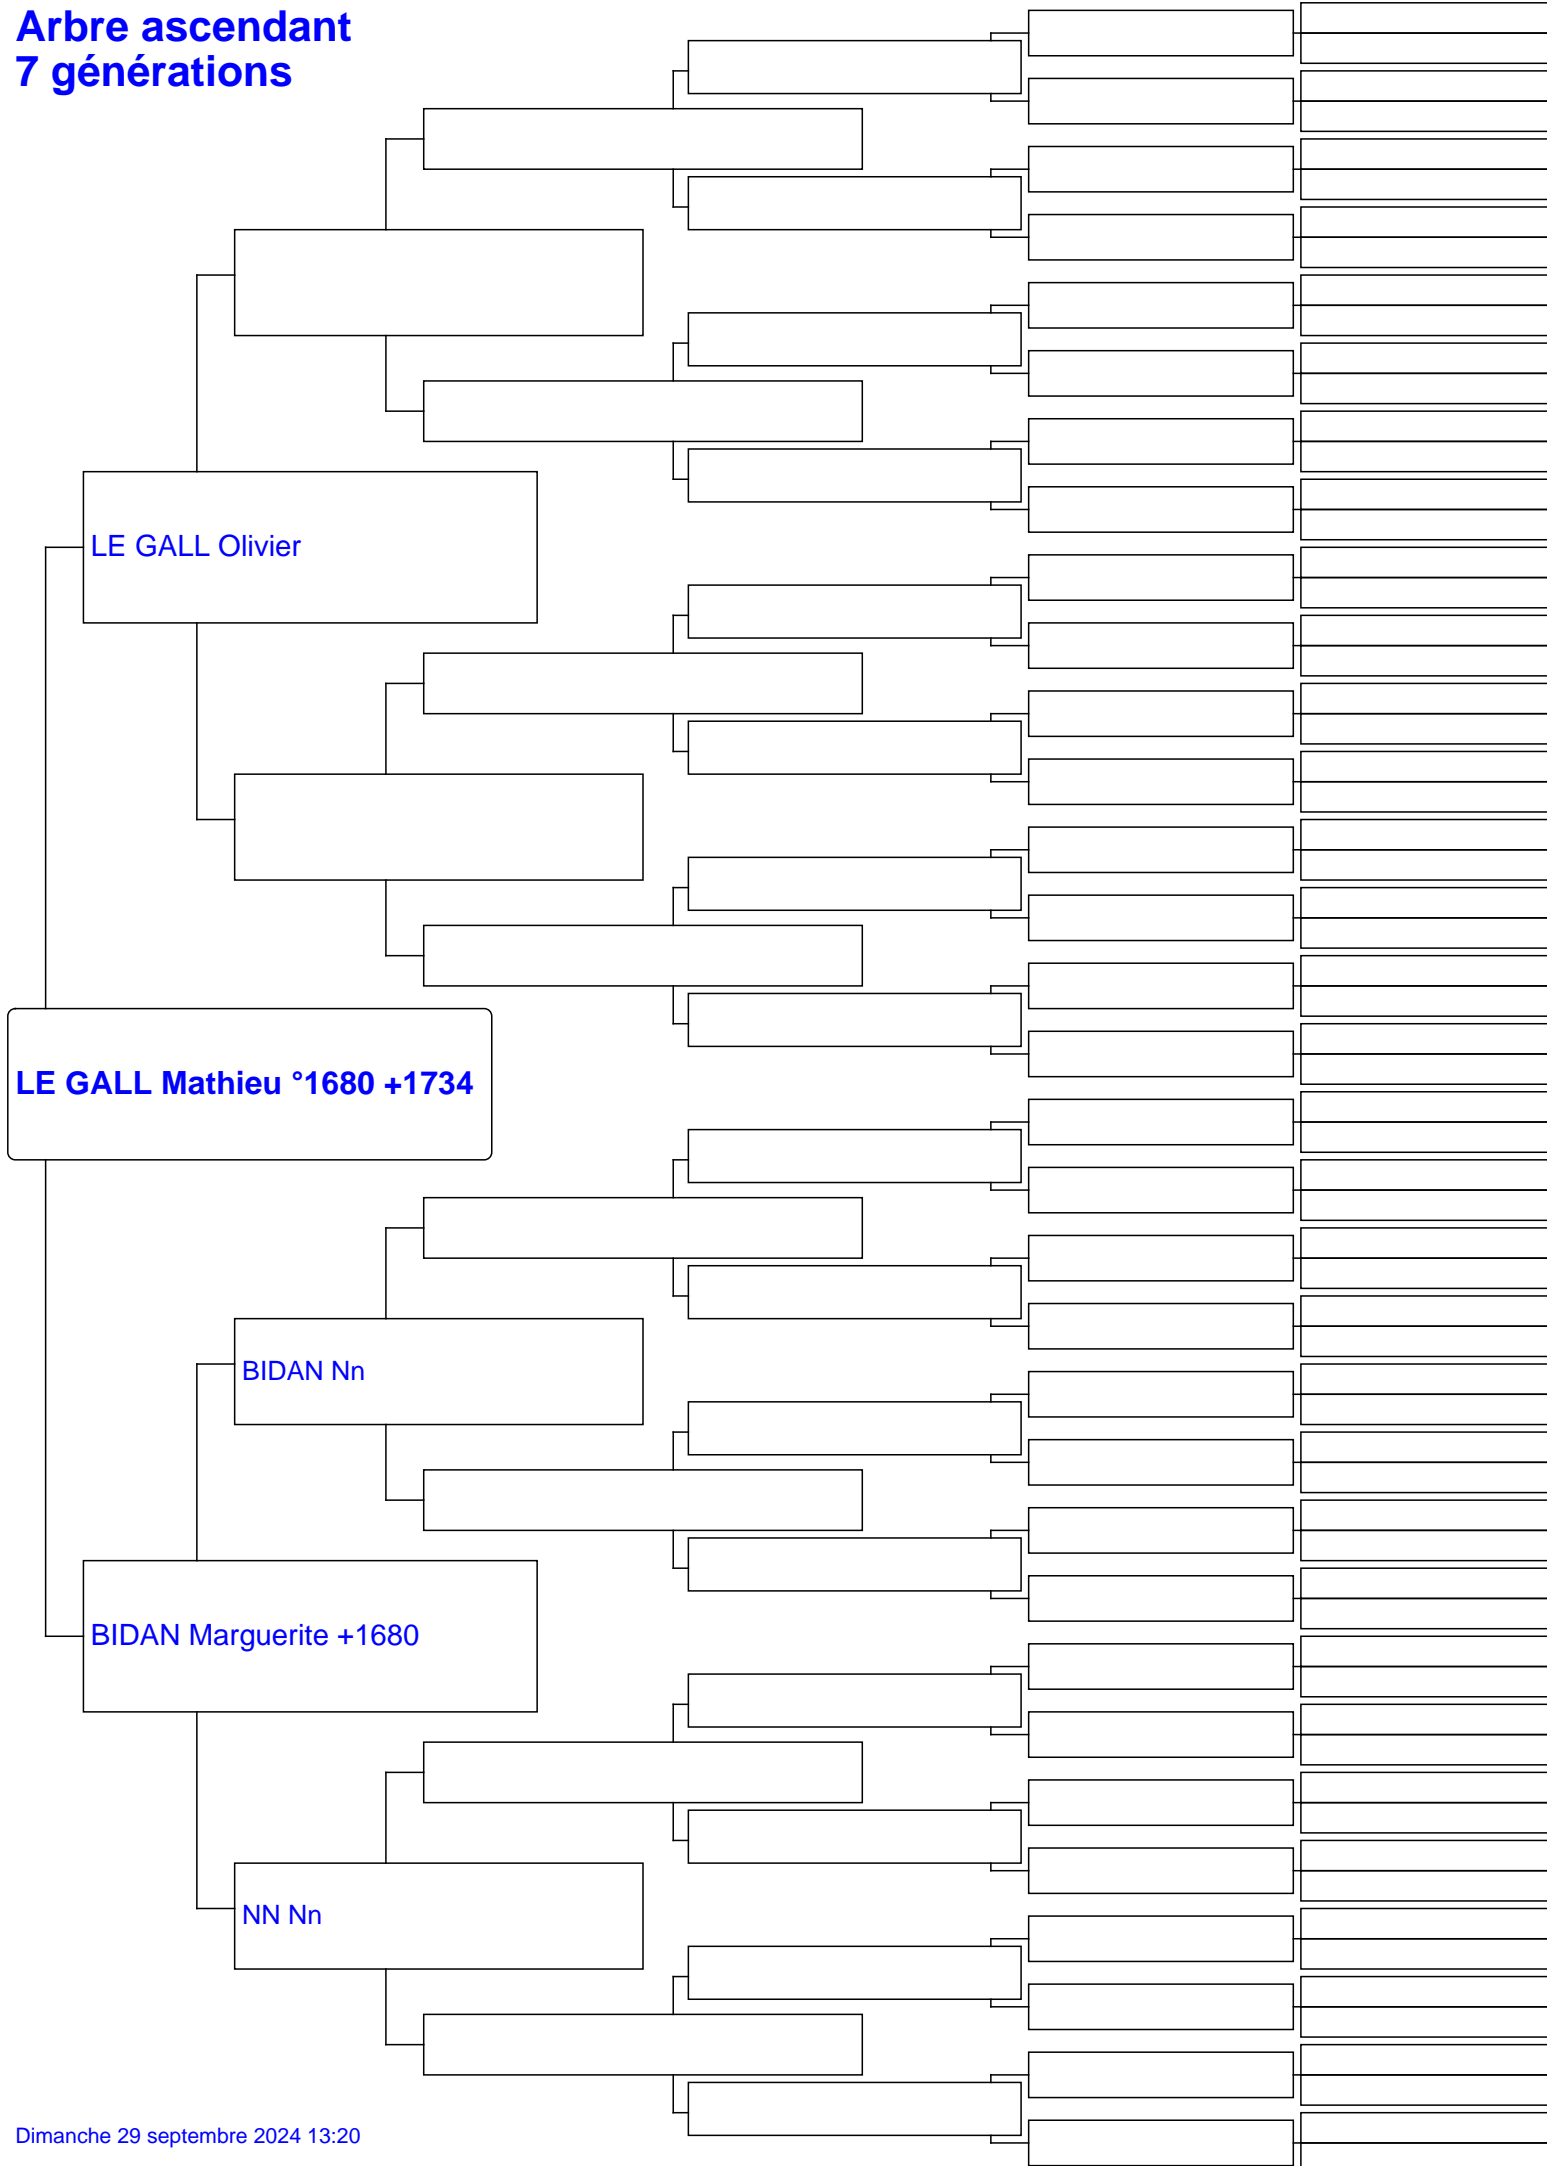 Arbre ascendant
7 générations
LE GALL Olivier
LE GALL Mathieu °1680 +1734
BIDAN Nn
BIDAN Marguerite +1680
NN Nn
Dimanche 29 septembre 2024 13:20